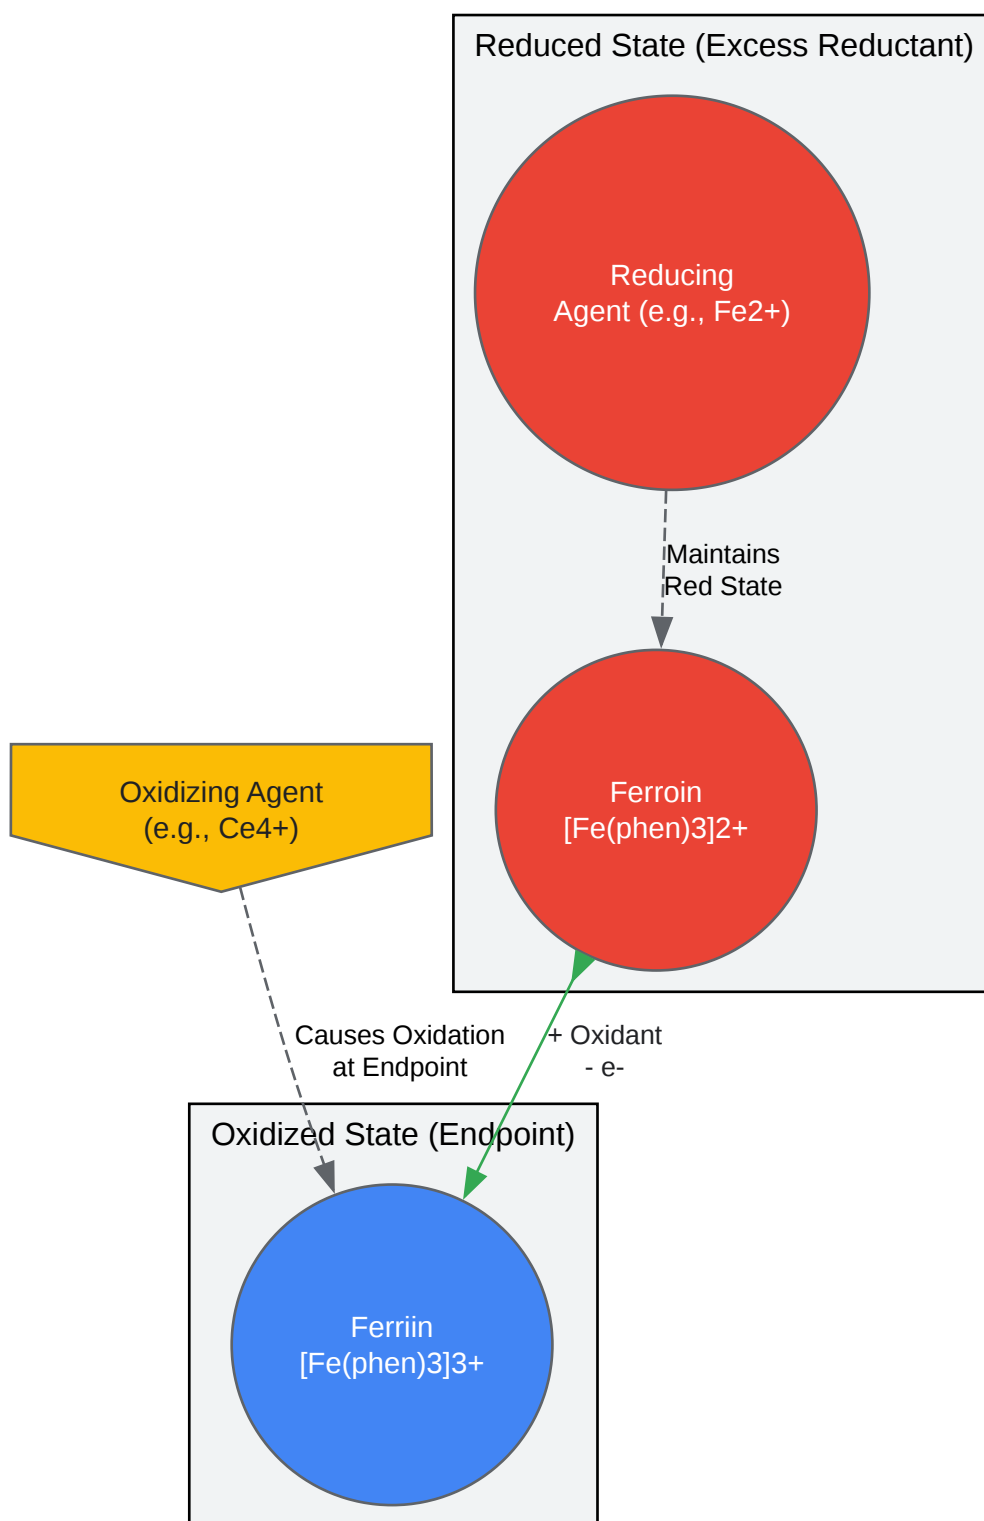 Reduced State (Excess Reductant)
Reducing
Agent (e.g., Fe2+)
Maintains
Red State
Ferroin
[Fe(phen)3]2+
Oxidizing Agent
(e.g., Ce4+)
Causes Oxidation
at Endpoint
+ Oxidant
- e-
Oxidized State (Endpoint)
Ferriin
[Fe(phen)3]3+